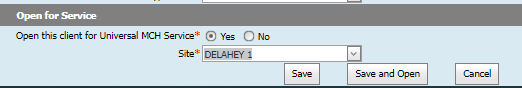 Open for Service
Open this client for Universal MCH Service* Yes No
Site* DELAHEY 1
Save Save and Open Cancel